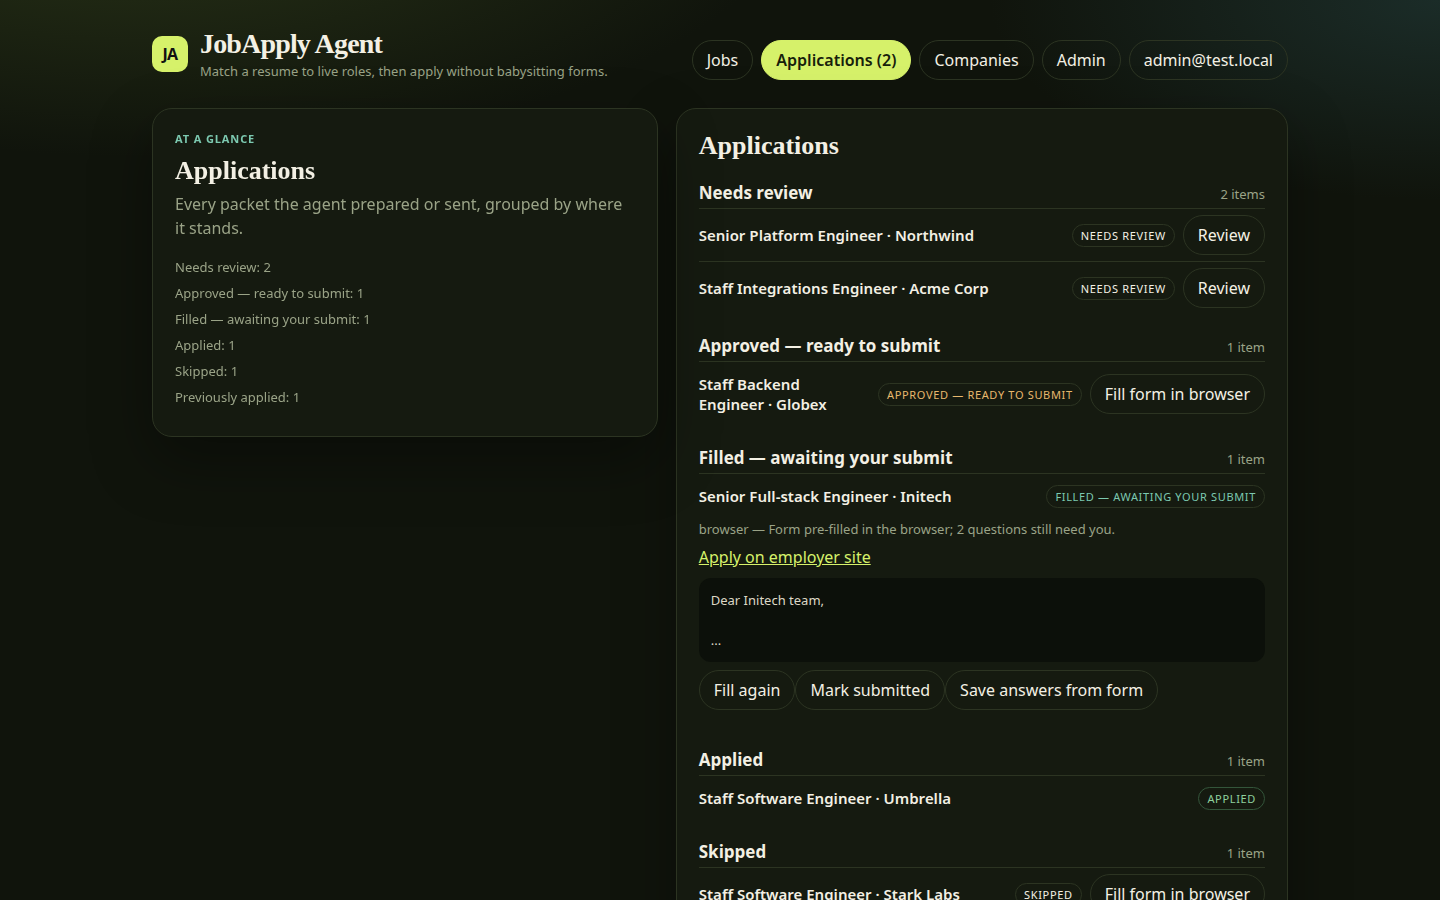 JA
JobApply Agent
Match a resume to live roles, then apply without babysitting forms.
Jobs
Applications (2)
Companies
Admin
admin@test.local
AT A GLANCE
Applications
Every packet the agent prepared or sent, grouped by where
it stands.
Needs review: 2
Approved — ready to submit: 1
Filled — awaiting your submit: 1
Applied: 1
Skipped: 1
Previously applied: 1
Applications
Needs review
2 items
Senior Platform Engineer · Northwind
NEEDS REVIEW
Review
Staff Integrations Engineer · Acme Corp
NEEDS REVIEW
Review
Approved — ready to submit
1 item
Staff Backend
Engineer · Globex
APPROVED — READY TO SUBMIT
Fill form in browser
Filled — awaiting your submit
1 item
Senior Full-stack Engineer · Initech
FILLED — AWAITING YOUR SUBMIT
browser — Form pre-filled in the browser; 2 questions still need you.
Apply on employer site
Dear Initech team,
...
Fill again
Mark submitted
Save answers from form
Applied
1 item
Staff Software Engineer · Umbrella
APPLIED
Skipped
1 item
Staff Software Engineer · Stark Labs
SKIPPED
Fill form in browser